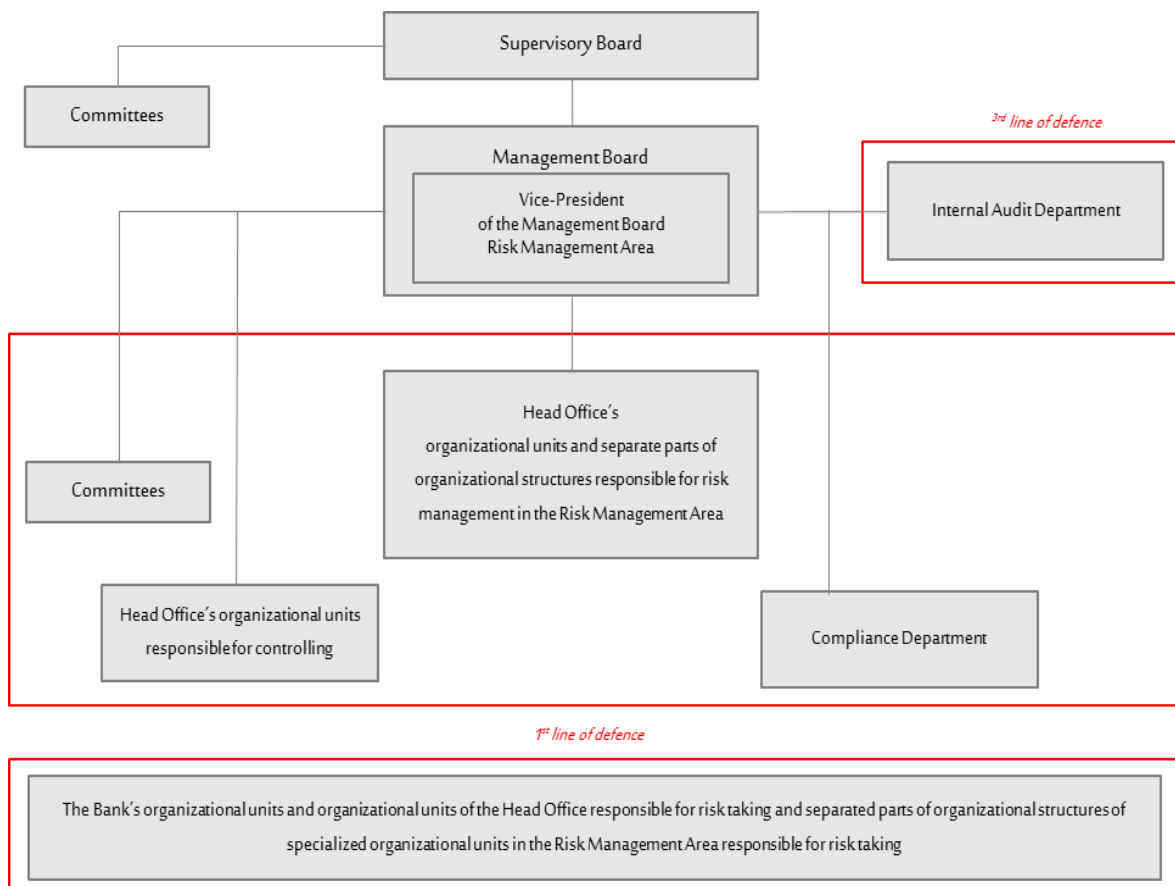 Supervisory Board
Committees
3rd line of defence
Management Board
Vice-President
of the Management Board
Risk Management Area
Internal Audit Department
Head Office´s
organizational units and separate parts of
organizational structures responsible for risk
management in the Risk Management Area
Committees
Head Office´s organizational units
responsible for controlling
Compliance Department
1st line of defence
The Bank´s organizational units and organizational units of the Head Office responsible for risk taking and separated parts of organizational structures of
specialized organizational units in the Risk Management Area responsible for risk taking